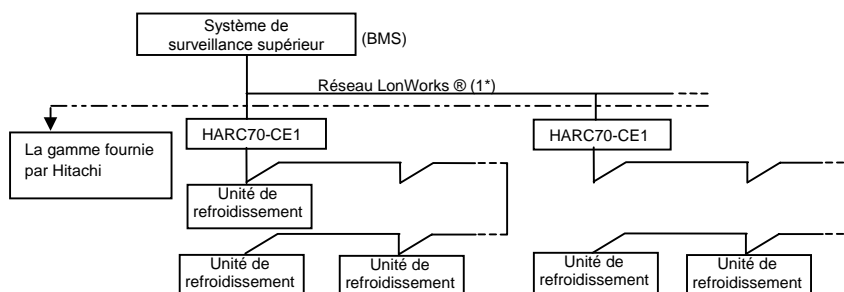 Système de
surveillance supérieur
(BMS)
Réseau LonWorks ® (1*)
La gamme fournie
par Hitachi
HARC70-CE1
HARC70-CE1
Unité de
refroidissement
Unité de
refroidissement
Unité de
refroidissement
Unité de
refroidissement
Unité de
refroidissement